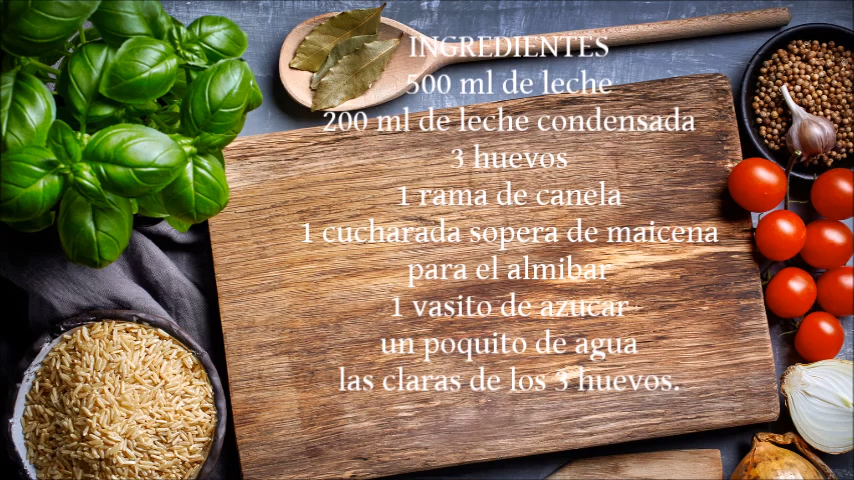 INGREDIENTES
500 ml de leche
200 ml de leche condensada
3 huevos
1 rama de canela
1 cucharada sopera de maicena
para el almibar
1 vasito de azucar
un poquito de agua
las claras de los 3 huevos.